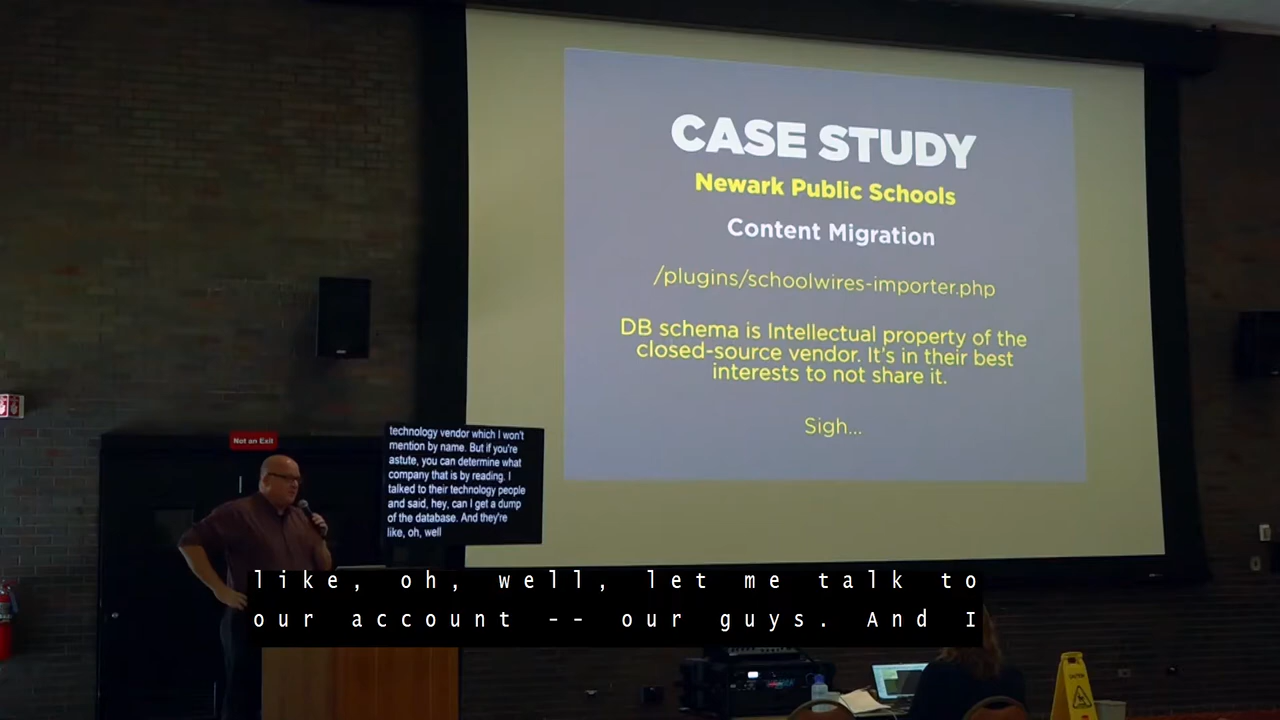 CASE STUDY
Newark Public Schools
Content Migration
/plugins/schoolwires-importer.php
DB schema is Intellectual property of the
closed-source vendor. It's in their best
interests to not share it.
Sigh...
Not an Exit
technology vendor which I won't
mention by name. But if you're
astute, you can determine what
company that is by reading. I
talked to their technology people
and said, hey, can I get a dump
of the database. And they're
like, oh, well
like, oh, well, let me talk to
our account -- our guys. And I
CAUTION